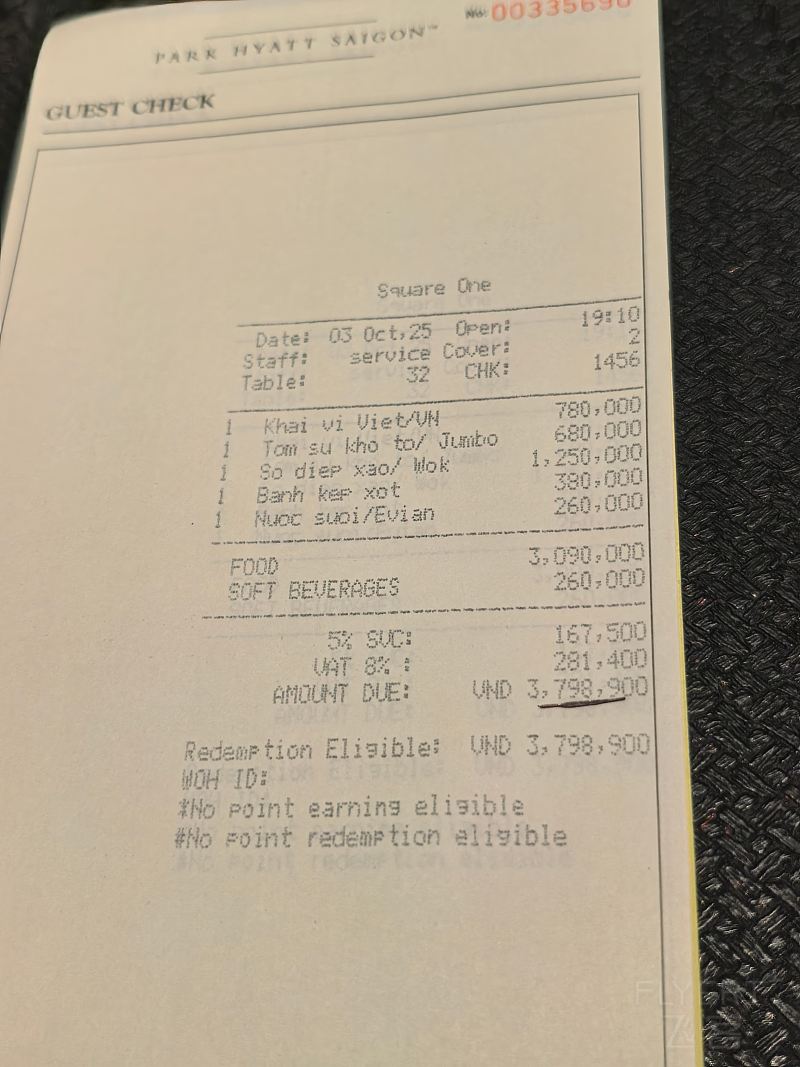 No. 00335690
PARK HYATT SAIGON™
GUEST CHECK
Square One
Date: 03 Oct,25 Open: 19:10
Staff: service Cover: 2
Table: 32 CHK: 1456
1 Khai vi Viet/VN 780,000
1 Tom su kho to/ Jumbo 680,000
1 So diep xao/ Wok 1,250,000
1 Banh kep xot 380,000
1 Nuoc suoi/Evian 260,000
FOOD 3,090,000
SOFT BEVERAGES 260,000
5% SVC: 167,500
VAT 8% : 281,400
AMOUNT DUE: VND 3,798,900
Redemption Eligible: VND 3,798,900
WOH ID:
*No point earning eligible
#No point redemption eligible